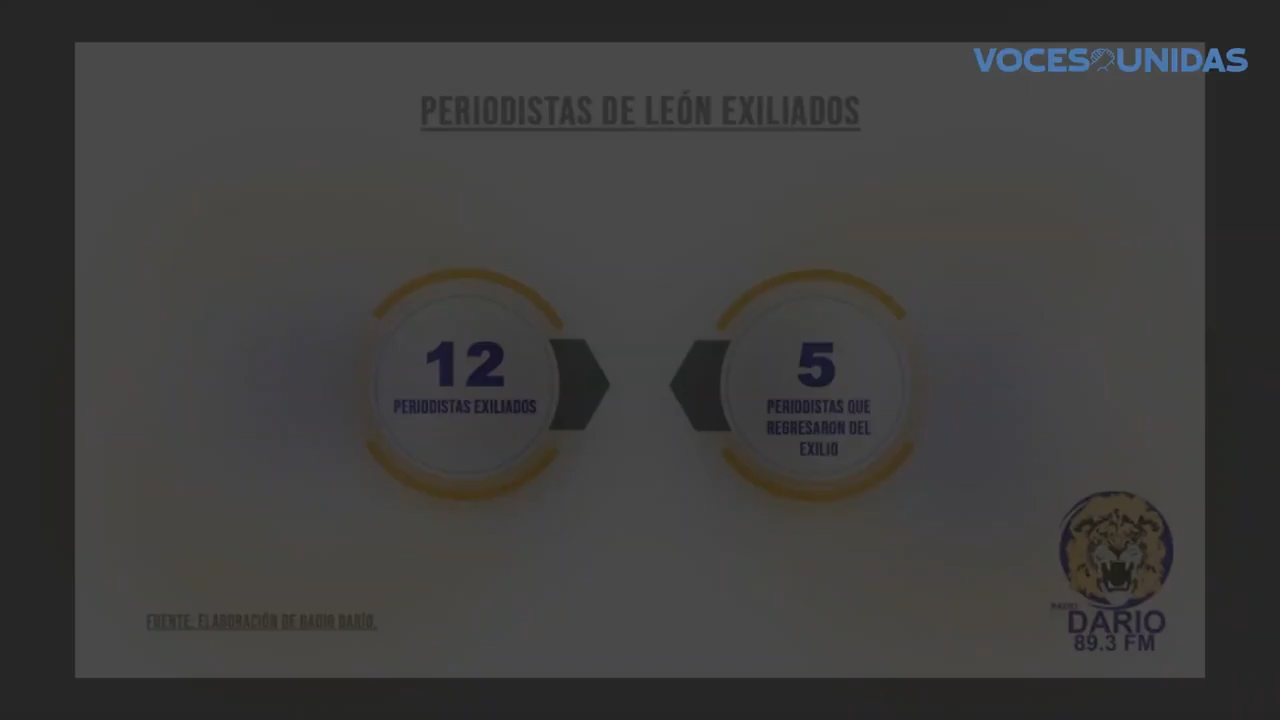 VOCES UNIDAS
PERIODISTAS DE LEÓN EXILIADOS
12
PERIODISTAS EXILIADOS
5
PERIODISTAS QUE
REGRESARON DEL
EXILIO
FUENTE: ELABORACIÓN DE RADIO DARÍO.
RADIO
DARIO
89.3 FM